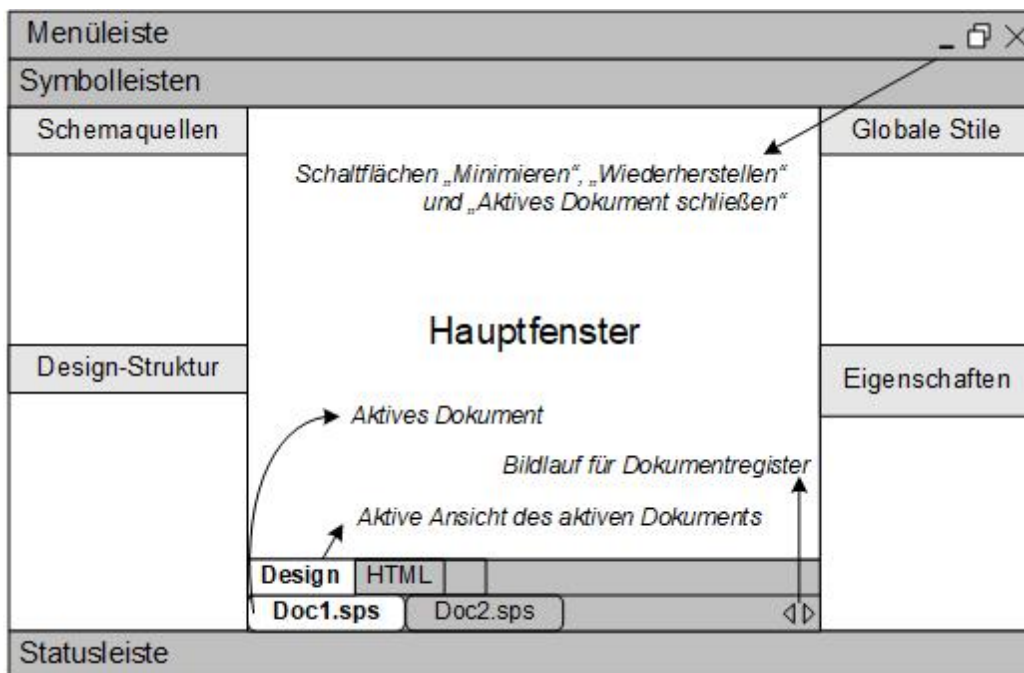 Menüleiste
Symbolleisten
Schemaquellen
Globale Stile
Schaltflächen „Minimieren“, „Wiederherstellen“
und „Aktives Dokument schließen“
Hauptfenster
Design-Struktur
Eigenschaften
Aktives Dokument
Bildlauf für Dokumentregister
Aktive Ansicht des aktiven Dokuments
Design HTML
Doc1.sps Doc2.sps
Statusleiste